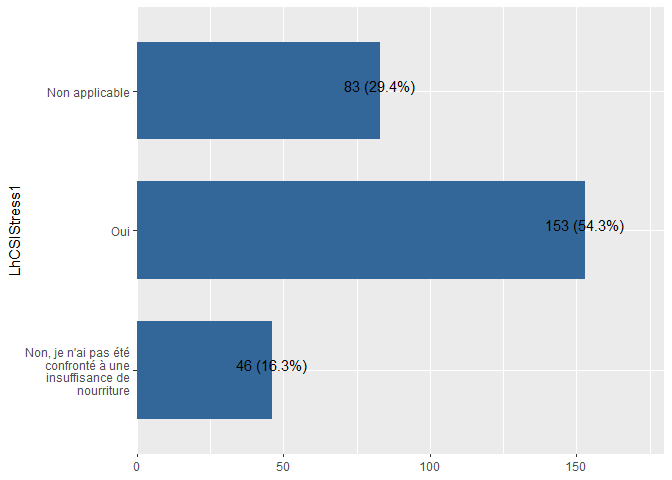 LhCSIStress1
Non applicable
83 (29.4%)
Oui
153 (54.3%)
Non, je n'ai pas été
confronté à une
insuffisance de
nourriture
46 (16.3%)
0
50
100
150